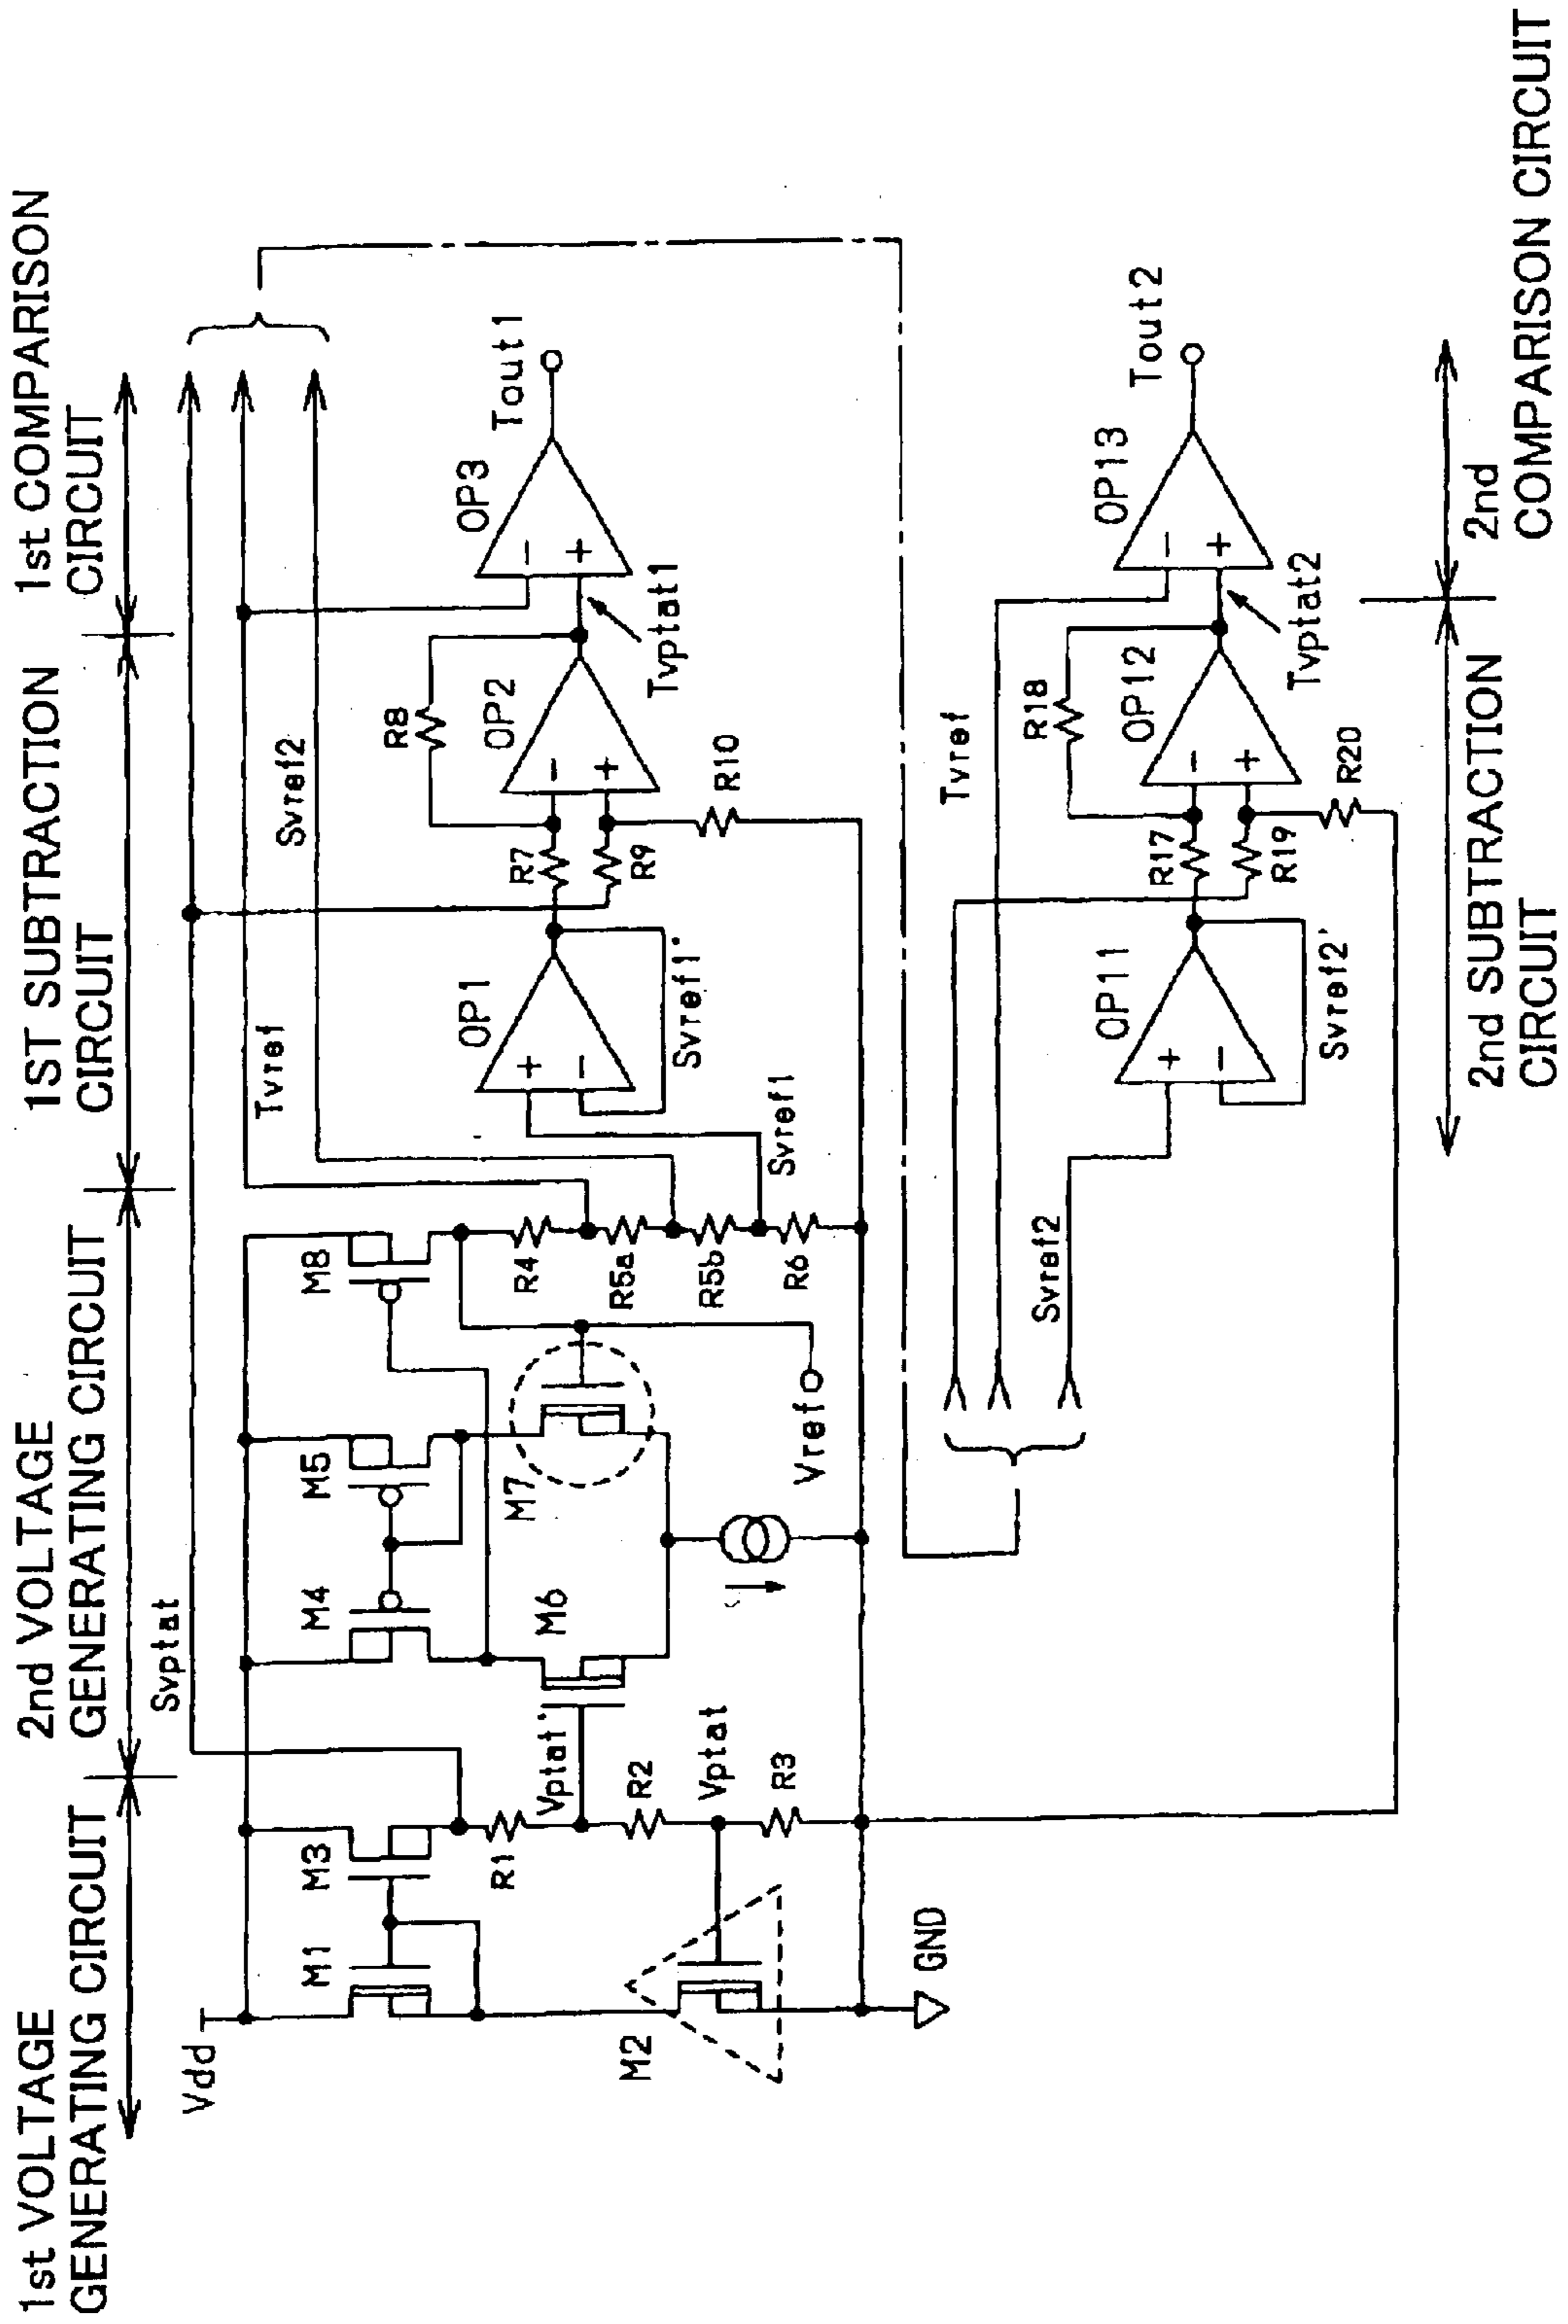 1st VOLTAGE
GENERATING CIRCUIT
2nd VOLTAGE
GENERATING CIRCUIT
1ST SUBTRACTION
CIRCUIT
1st COMPARISON
CIRCUIT
Vdd
Svptat
Tvref
Svref2
M1
M3
M4
M5
M8
R1
Vptat'
M6
M7
R4
R5a
R5b
R6
OP1
+
−
Svref1'
Svref1
R7
R9
R8
OP2
−
+
R10
OP3
−
+
Tvptat1
Tout1
M2
R2
Vptat
R3
Vref
GND
Svref2
Tvref
OP11
+
−
Svref2'
R17
R19
R18
OP12
−
+
R20
OP13
−
+
Tvptat2
Tout2
2nd SUBTRACTION
CIRCUIT
2nd
COMPARISON CIRCUIT